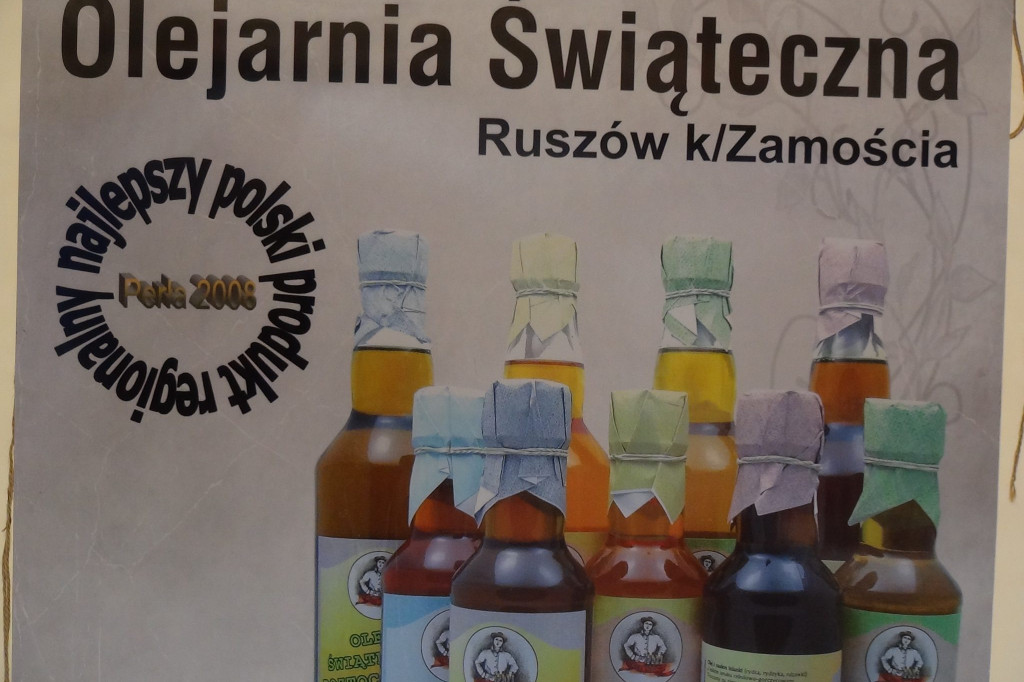 Olejarnia Świąteczna
Ruszów k/Zamościa
najlepszy polski produkt regionalny
Perła 2008